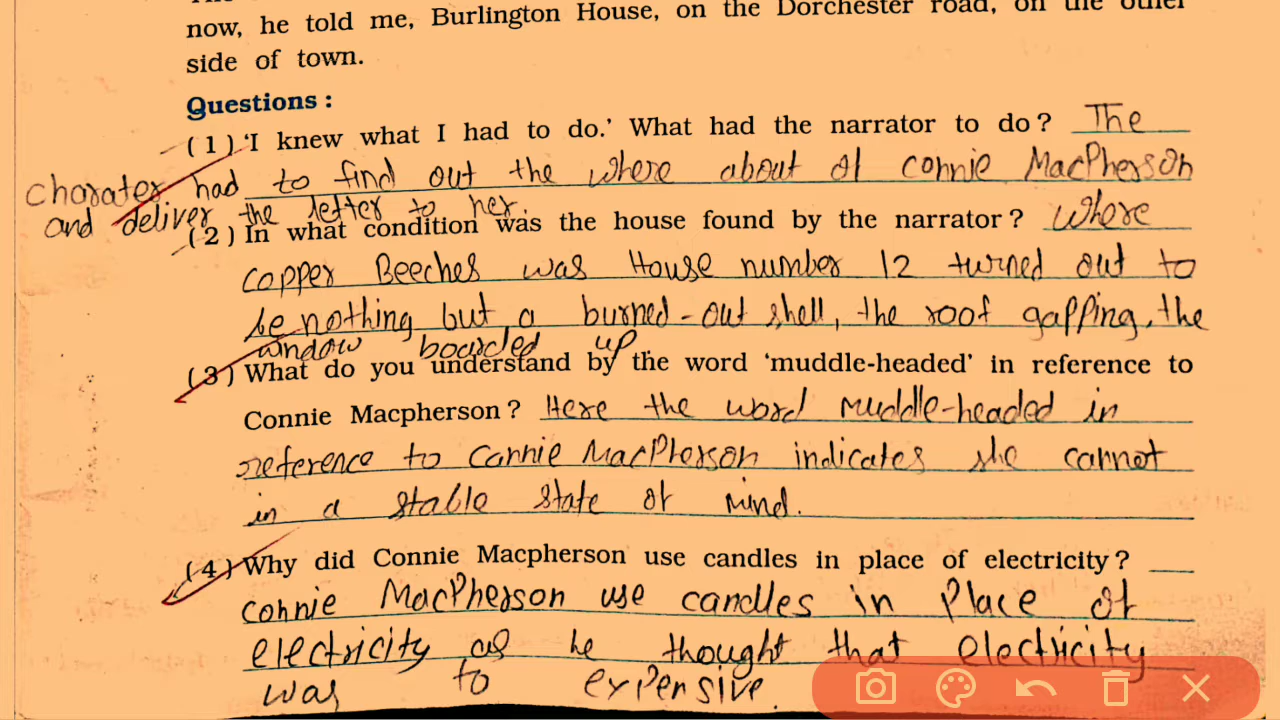 now, he told me, Burlington House, on the Dorchester road, on the other
side of town.
Questions :
(1) 'I knew what I had to do.' What had the narrator to do? The
charater had to find out the where about of connie MacPherson
and deliver the letter to her.
(2) In what condition was the house found by the narrator? where
copper Beeches was House number 12 turned out to
be nothing but a burned-out shell, the roof gapping, the
window boarded up
(3) What do you understand by the word 'muddle-headed' in reference to
Connie Macpherson? Here the word muddle-headed in
reference to Connie MacPherson indicates she cannot
in a stable state of mind.
(4) Why did Connie Macpherson use candles in place of electricity?
connie MacPherson use candles in place of
electricity as he thought that electricity
was to expensive.